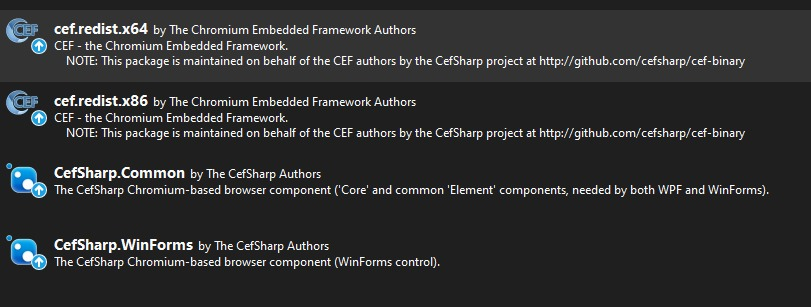 CEF cef.redist.x64 by The Chromium Embedded Framework Authors
CEF - the Chromium Embedded Framework.
NOTE: This package is maintained on behalf of the CEF authors by the CefSharp project at http://github.com/cefsharp/cef-binary
CEF cef.redist.x86 by The Chromium Embedded Framework Authors
CEF - the Chromium Embedded Framework.
NOTE: This package is maintained on behalf of the CEF authors by the CefSharp project at http://github.com/cefsharp/cef-binary
CefSharp.Common by The CefSharp Authors
The CefSharp Chromium-based browser component ('Core' and common 'Element' components, needed by both WPF and WinForms).
CefSharp.WinForms by The CefSharp Authors
The CefSharp Chromium-based browser component (WinForms control).